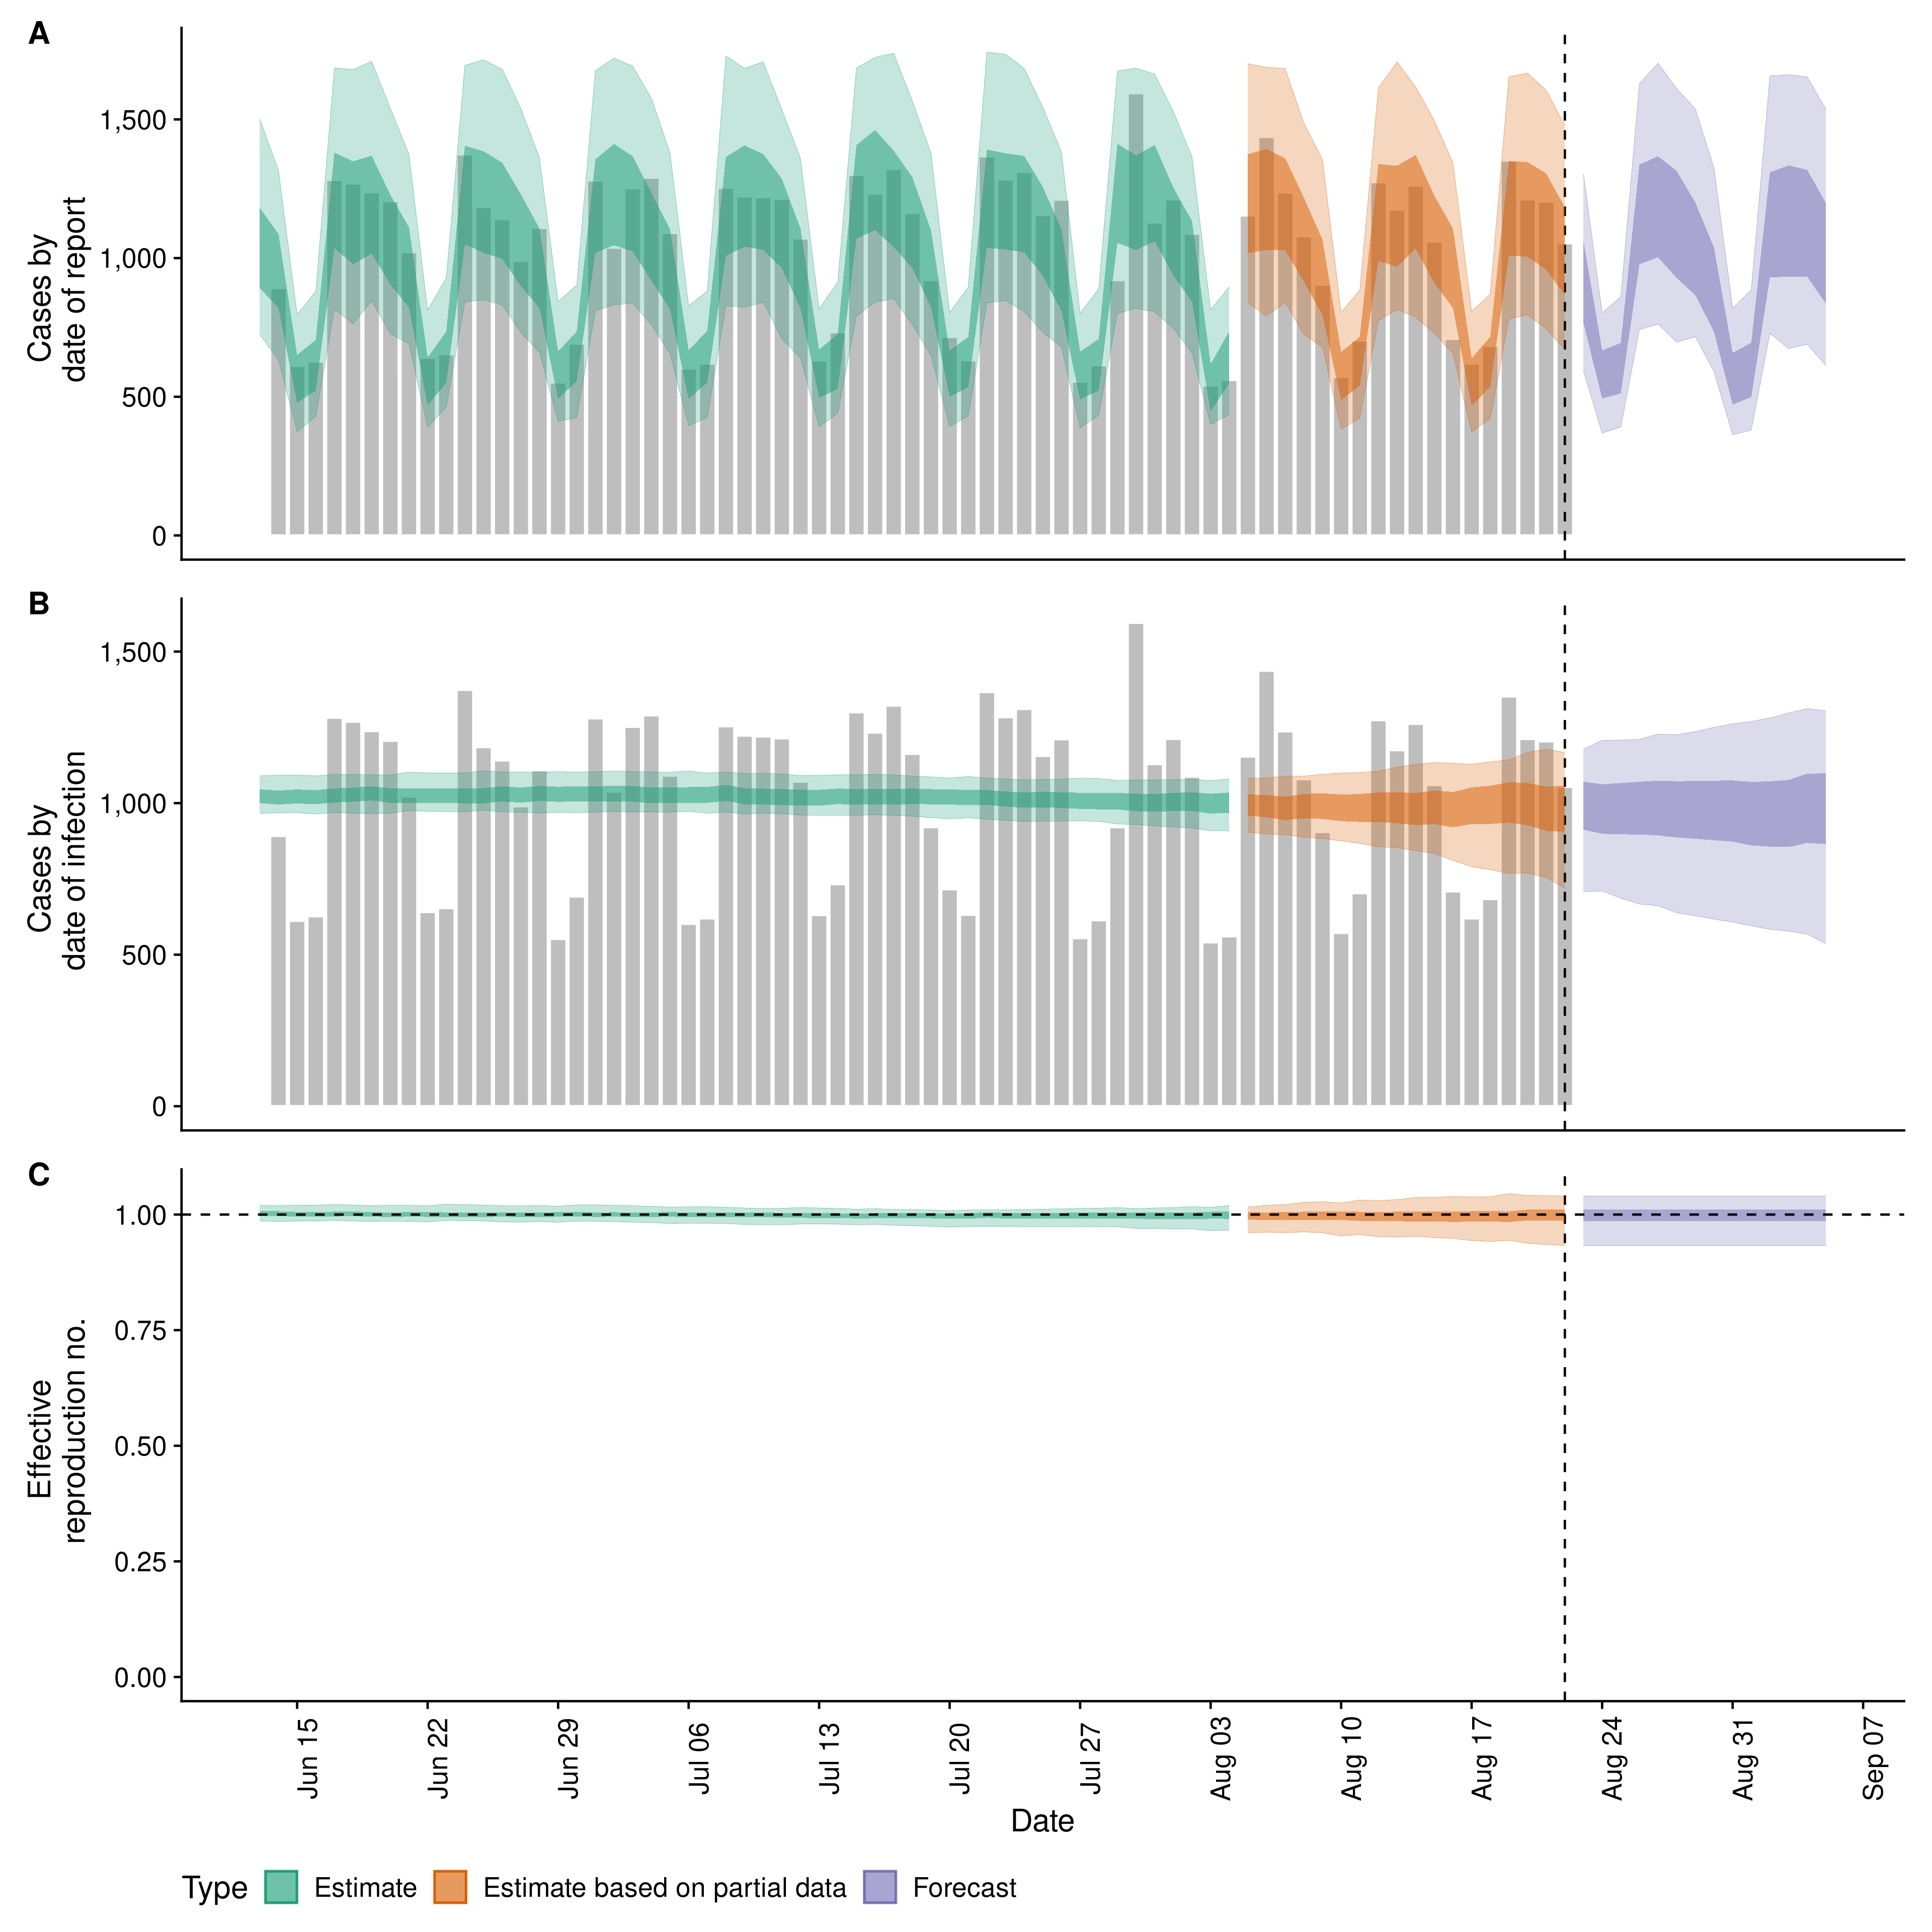 A
Cases by
date of report
1,500
1,000
500
0
B
Cases by
date of infection
1,500
1,000
500
0
C
Effective
reproduction no.
1.00
0.75
0.50
0.25
0.00
Jun 15
Jun 22
Jun 29
Jul 06
Jul 13
Jul 20
Jul 27
Aug 03
Aug 10
Aug 17
Aug 24
Aug 31
Sep 07
Date
Type Estimate Estimate based on partial data Forecast